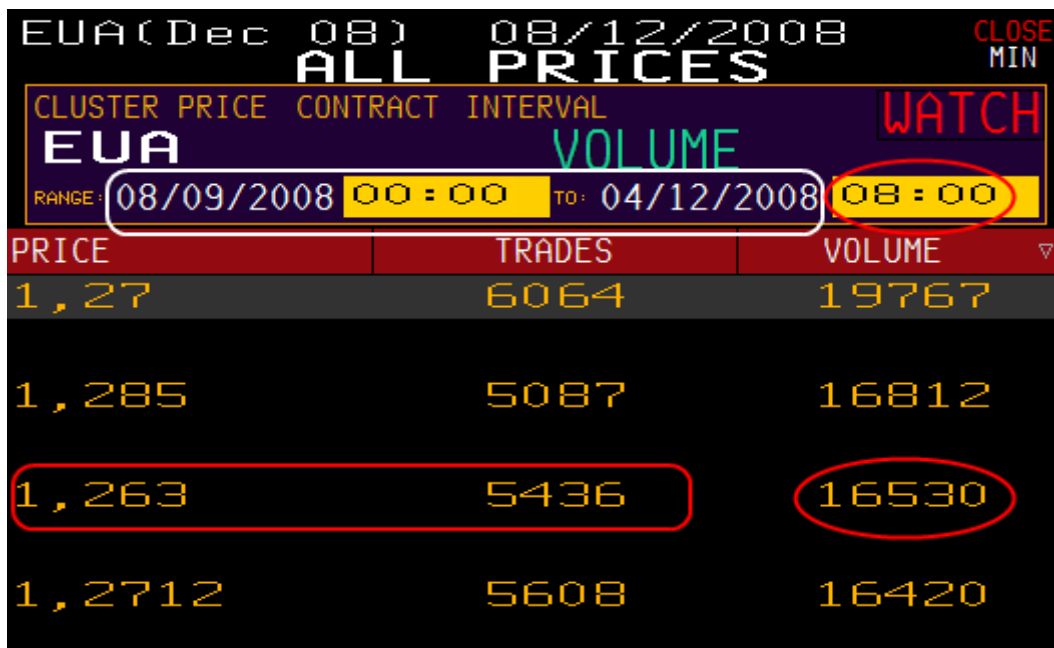 EUA(Dec 08) 08/12/2008 CLOSE
ALL PRICES MIN
CLUSTER PRICE CONTRACT INTERVAL WATCH
EUA VOLUME
RANGE: 08/09/2008 00:00 TO: 04/12/2008 08:00
PRICE TRADES VOLUME
1,27 6064 19767
1,285 5087 16812
1,263 5436 16530
1,2712 5608 16420